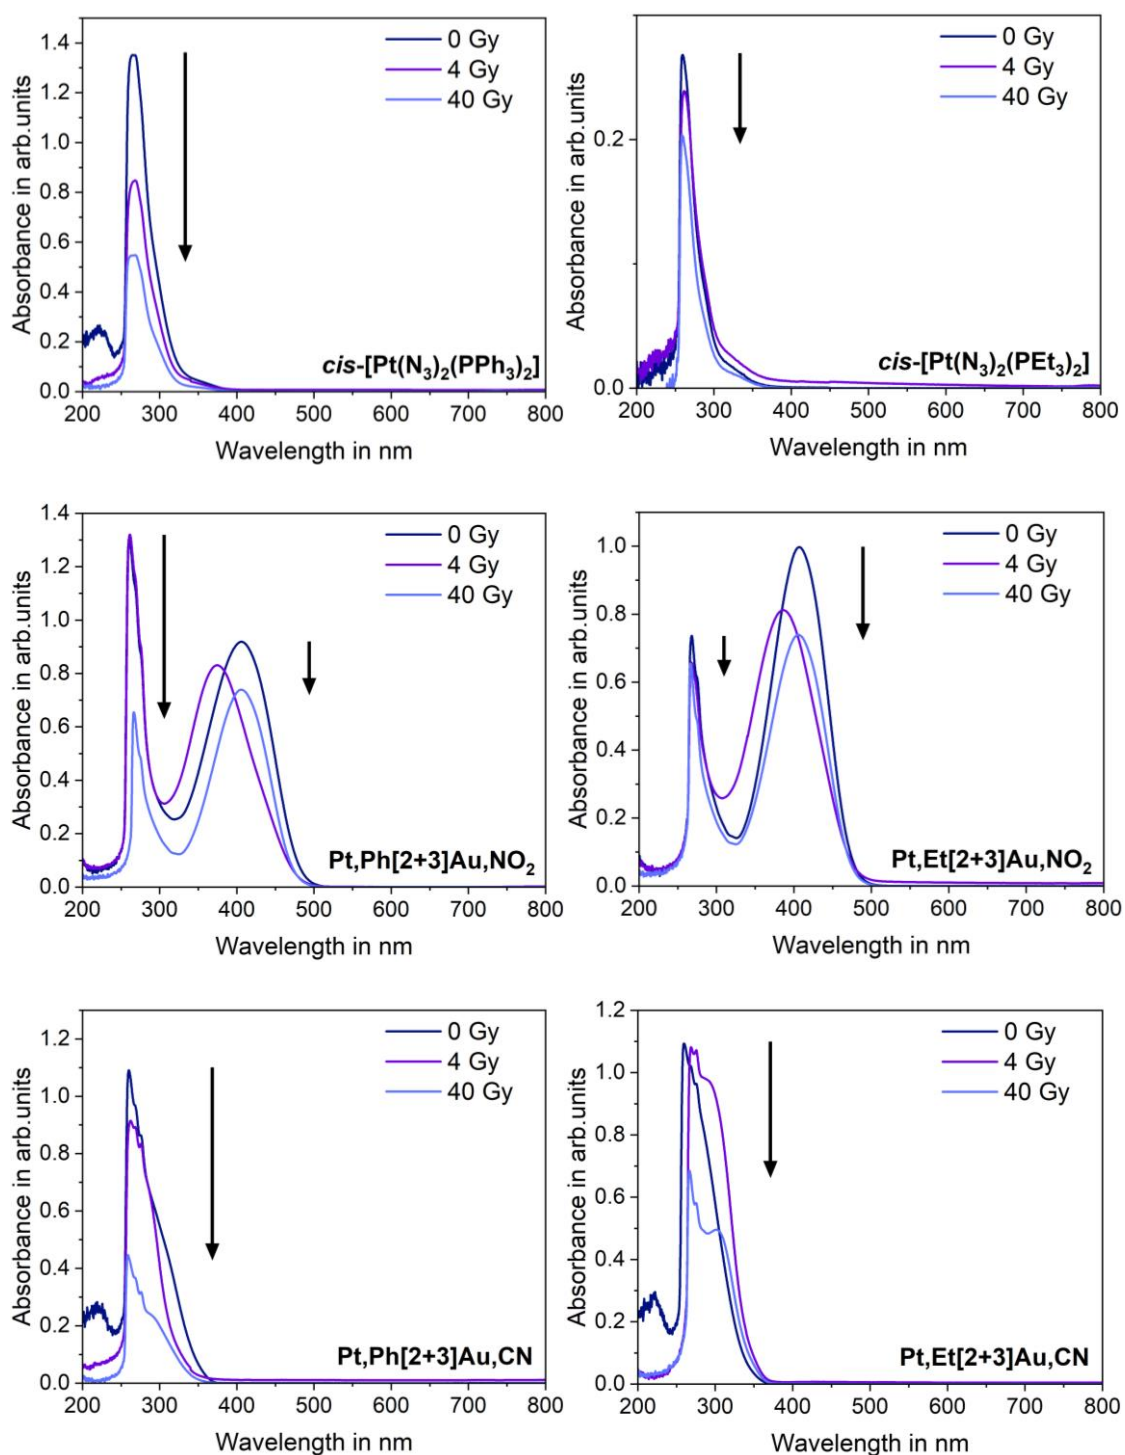 1.4
1.2
1.0
0.8
0.6
0.4
0.2
0.0
Absorbance in arb.units
0 Gy
4 Gy
40 Gy
cis-[Pt(N₃)₂(PPh₃)₂]
200 300 400 500 600 700 800
Wavelength in nm
0.2
0.0
Absorbance in arb.units
0 Gy
4 Gy
40 Gy
cis-[Pt(N₃)₂(PEt₃)₂]
200 300 400 500 600 700 800
Wavelength in nm
1.4
1.2
1.0
0.8
0.6
0.4
0.2
0.0
Absorbance in arb.units
0 Gy
4 Gy
40 Gy
Pt,Ph[2+3]Au,NO₂
200 300 400 500 600 700 800
Wavelength in nm
1.0
0.8
0.6
0.4
0.2
0.0
Absorbance in arb.units
0 Gy
4 Gy
40 Gy
Pt,Et[2+3]Au,NO₂
200 300 400 500 600 700 800
Wavelength in nm
1.2
1.0
0.8
0.6
0.4
0.2
0.0
Absorbance in arb.units
0 Gy
4 Gy
40 Gy
Pt,Ph[2+3]Au,CN
200 300 400 500 600 700 800
Wavelength in nm
1.2
1.0
0.8
0.6
0.4
0.2
0.0
Absorbance in arb.units
0 Gy
4 Gy
40 Gy
Pt,Et[2+3]Au,CN
200 300 400 500 600 700 800
Wavelength in nm